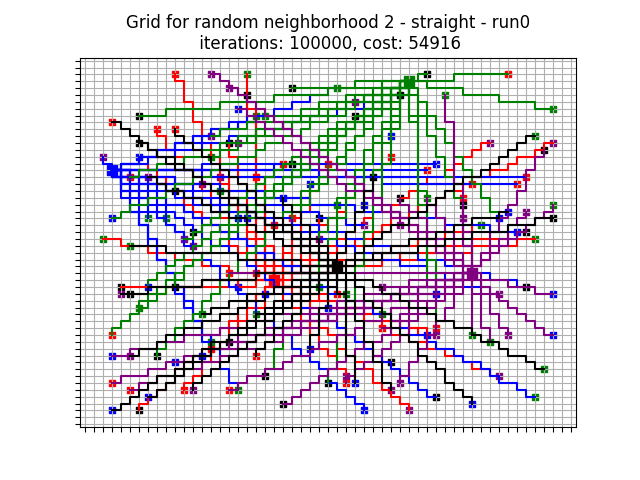 Grid for random neighborhood 2 - straight - run0
iterations: 100000, cost: 54916